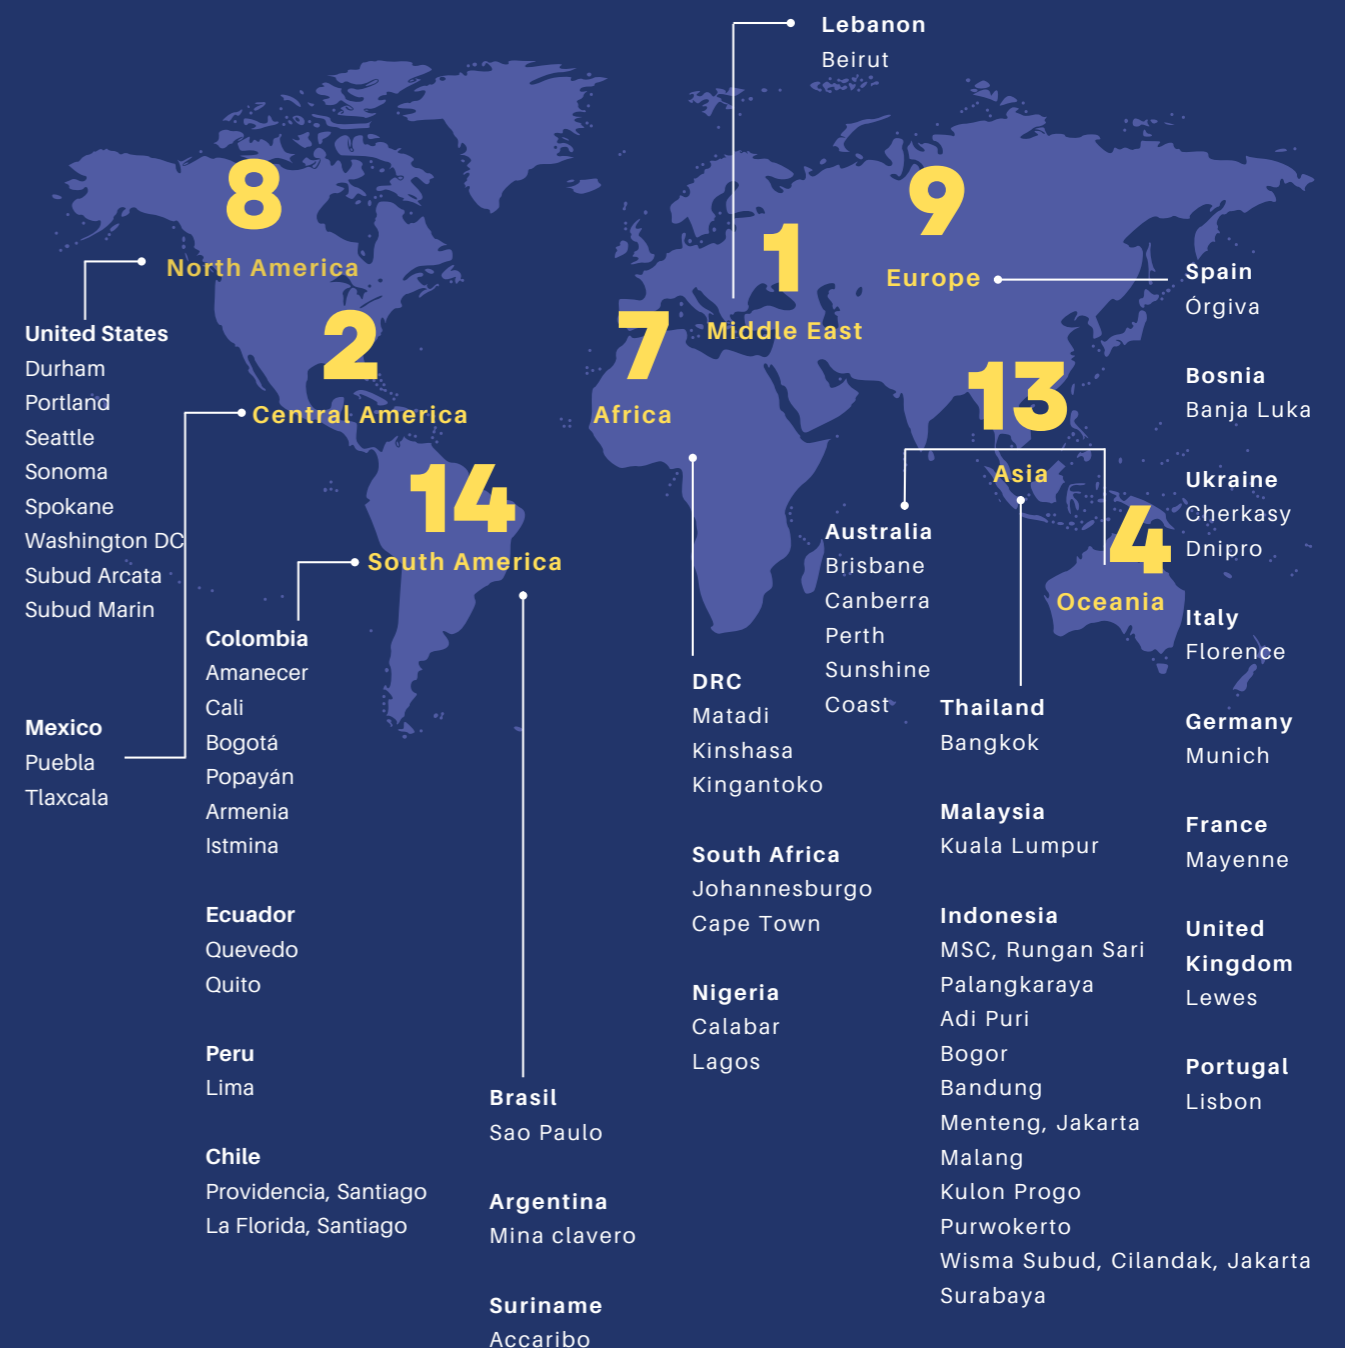 Lebanon
Beirut
8
North America
9
Europe
1
Middle East
7
Africa
2
Central America
13
Asia
14
South America
4
Oceania
United States
Durham
Portland
Seattle
Sonoma
Spokane
Washington DC
Subud Arcata
Subud Marin
Mexico
Puebla
Tlaxcala
Colombia
Amanecer
Cali
Bogotá
Popayán
Armenia
Istmina
Ecuador
Quevedo
Quito
Peru
Lima
Chile
Providencia, Santiago
La Florida, Santiago
Brasil
Sao Paulo
Argentina
Mina clavero
Suriname
Accaribo
DRC
Matadi
Kinshasa
Kingantoko
South Africa
Johannesburgo
Cape Town
Nigeria
Calabar
Lagos
Australia
Brisbane
Canberra
Perth
Sunshine
Coast
Thailand
Bangkok
Malaysia
Kuala Lumpur
Indonesia
MSC, Rungan Sari
Palangkaraya
Adi Puri
Bogor
Bandung
Menteng, Jakarta
Malang
Kulon Progo
Purwokerto
Wisma Subud, Cilandak, Jakarta
Surabaya
Spain
Órgiva
Bosnia
Banja Luka
Ukraine
Cherkasy
Dnipro
Italy
Florence
Germany
Munich
France
Mayenne
United
Kingdom
Lewes
Portugal
Lisbon